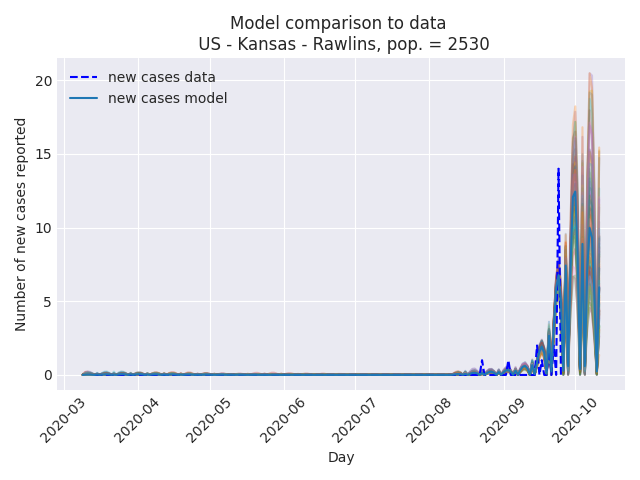 Model comparison to data
US - Kansas - Rawlins, pop. = 2530
new cases data
new cases model
Number of new cases reported
20
15
10
5
0
2020-03
2020-04
2020-05
2020-06
2020-07
2020-08
2020-09
2020-10
Day